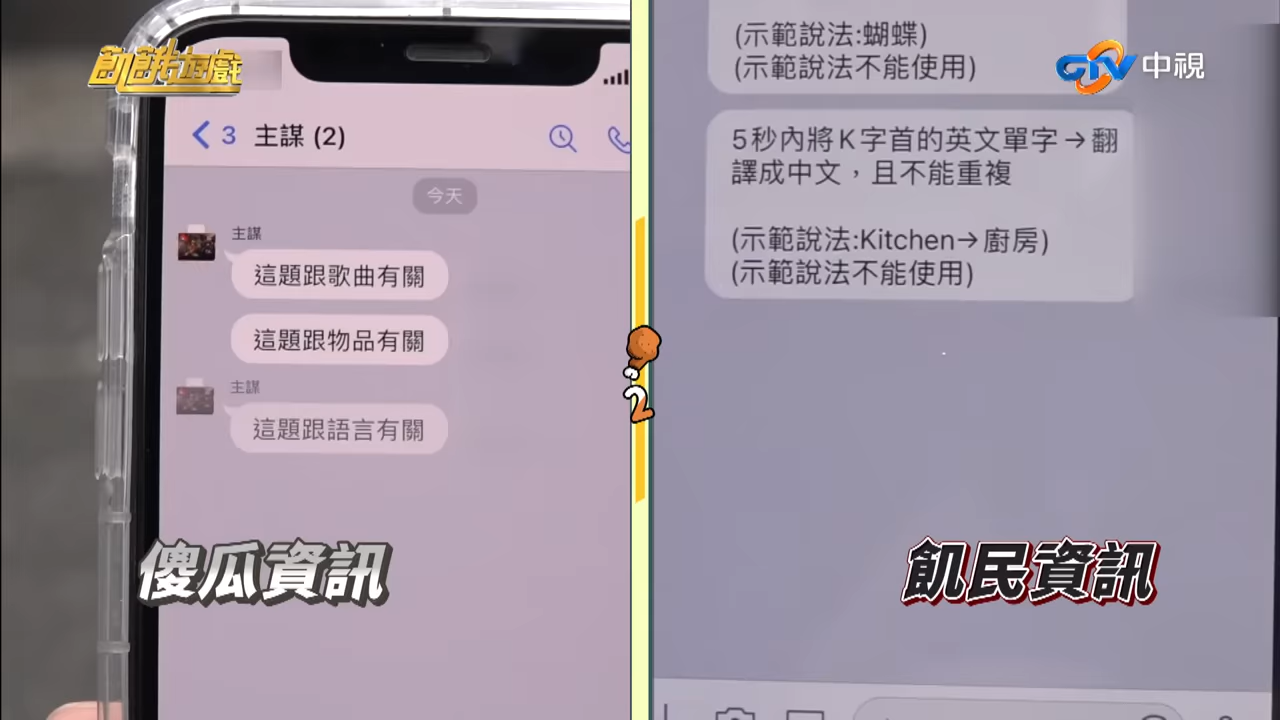 飢餓遊戲
CTV中視
3 主謀 (2)
今天
主謀
這題跟歌曲有關
這題跟物品有關
主謀
這題跟語言有關
傻瓜資訊
2
(示範說法:蝴蝶)
(示範說法不能使用)
5秒內將K字首的英文單字→翻
譯成中文，且不能重複
(示範說法:Kitchen→廚房)
(示範說法不能使用)
飢民資訊